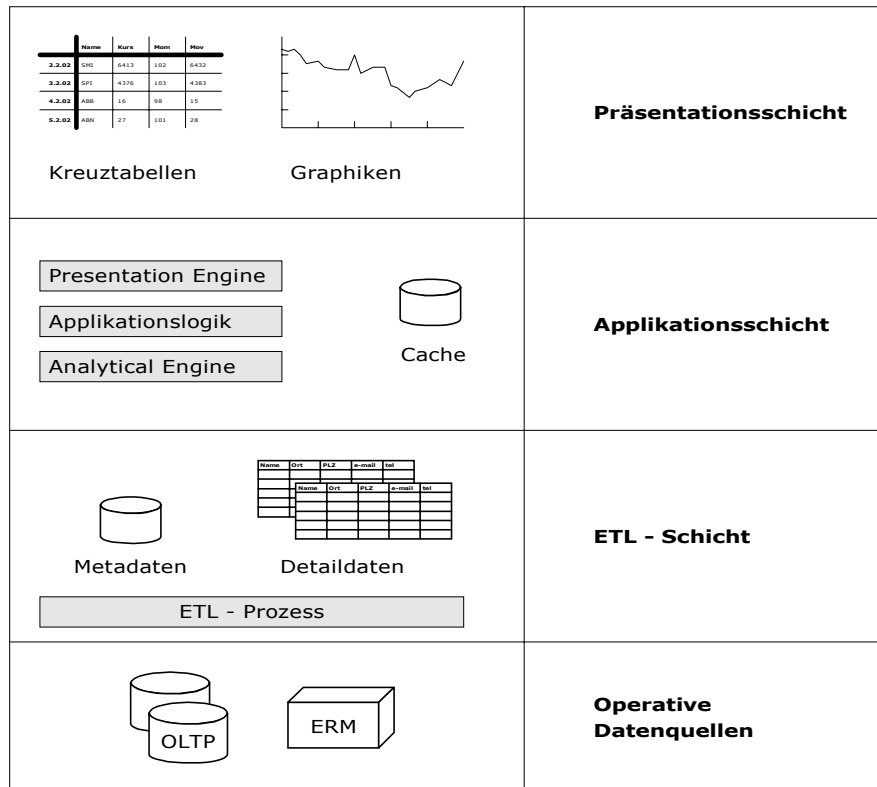 Name Kurs Mom Mov
2.2.02 SMI 6413 102 6432
3.2.02 SPI 4376 103 4383
4.2.02 ABB 16 98 15
5.2.02 ABN 27 101 28
Kreuztabellen
Graphiken
Präsentationsschicht
Presentation Engine
Applikationslogik
Analytical Engine
Cache
Applikationsschicht
Name Ort PLZ e-mail tel
Name Ort PLZ e-mail tel
Metadaten
Detaildaten
ETL - Prozess
ETL - Schicht
OLTP
ERM
Operative
Datenquellen